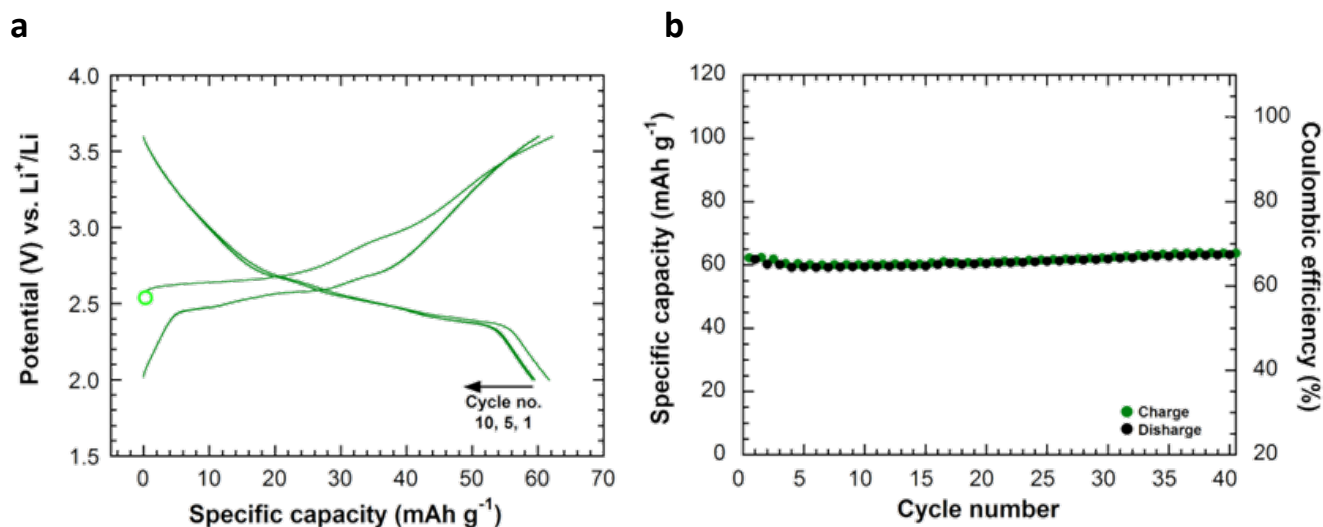 a
4.0
3.5
3.0
2.5
2.0
1.5
Potential (V) vs. Li⁺/Li
Cycle no.
10, 5, 1
0 10 20 30 40 50 60 70
Specific capacity (mAh g⁻¹)
b
120
100
80
60
40
20
0
Specific capacity (mAh g⁻¹)
Charge
Disharge
100
80
60
40
20
Coulombic efficiency (%)
0 5 10 15 20 25 30 35 40
Cycle number